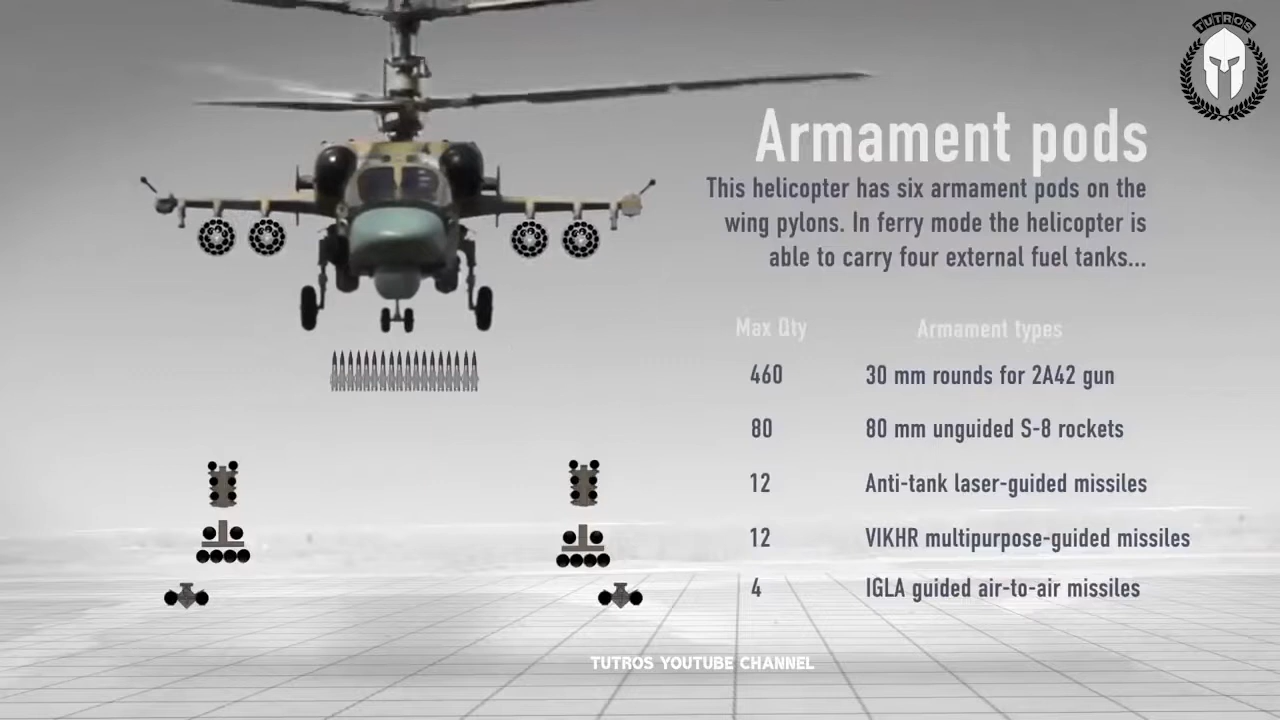 TUTROS
Armament pods
This helicopter has six armament pods on the
wing pylons. In ferry mode the helicopter is
able to carry four external fuel tanks...
Max Qty Armament types
460 30 mm rounds for 2A42 gun
80 80 mm unguided S-8 rockets
12 Anti-tank laser-guided missiles
12 VIKHR multipurpose-guided missiles
4 IGLA guided air-to-air missiles
TUTROS YOUTUBE CHANNEL